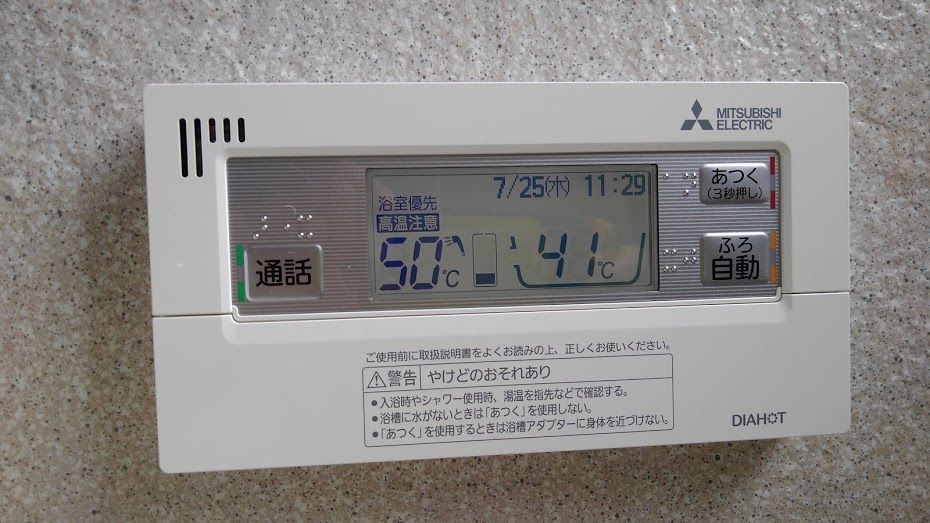 MITSUBISHI
ELECTRIC
7/25(木) 11:29
浴室優先
高温注意
50℃
41℃
あつく
(3秒押し)
通話
ふろ
自動
ご使用前に取扱説明書をよくお読みの上、正しくお使いください。
警告 やけどのおそれあり
●入浴時やシャワー使用時、湯温を指先などで確認する。
●浴槽に水がないときは「あつく」を使用しない。
●「あつく」を使用するときは浴槽アダプターに身体を近づけない。
DIAHOT